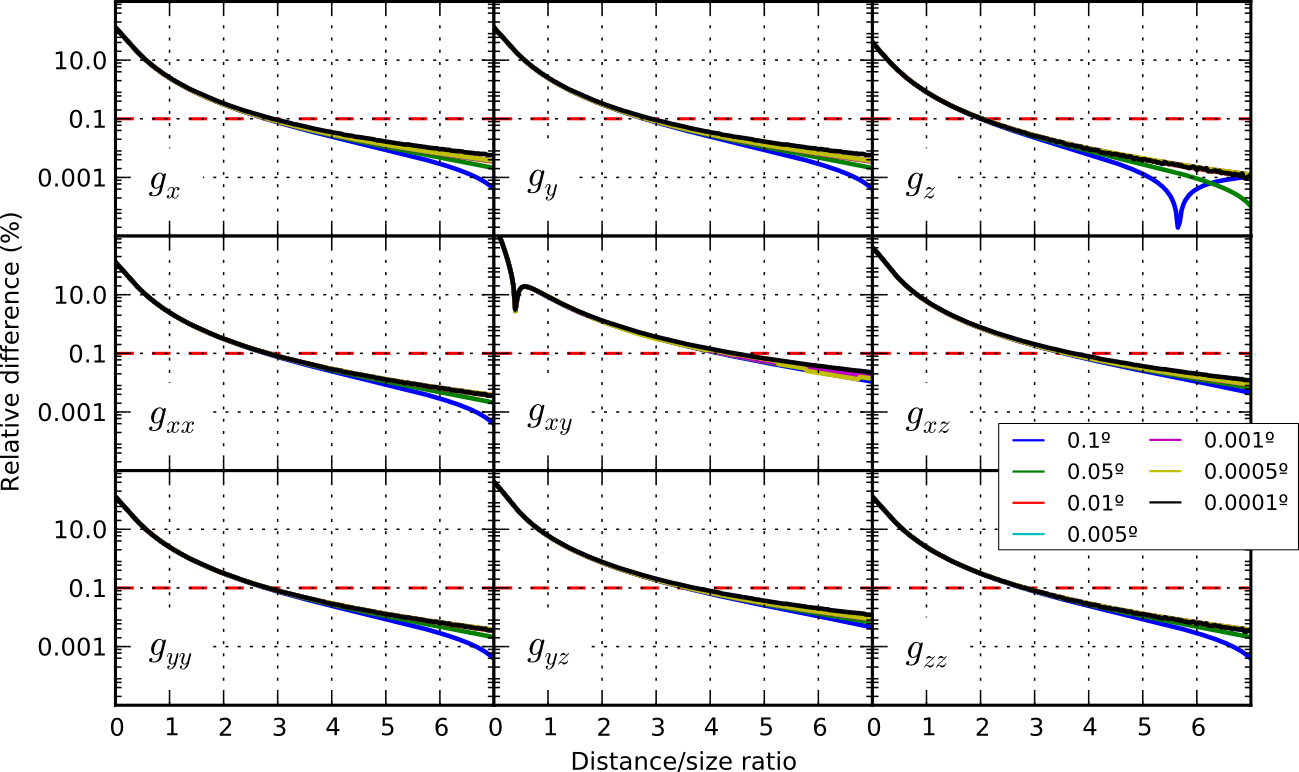 10.0
0.1
0.001
g_x
g_y
g_z
Relative difference (%)
10.0
0.1
0.001
g_xx
g_xy
g_xz
0.1º 0.001º
0.05º 0.0005º
0.01º 0.0001º
0.005º
10.0
0.1
0.001
g_yy
g_yz
g_zz
0 1 2 3 4 5 6 0 1 2 3 4 5 6 0 1 2 3 4 5 6 7
Distance/size ratio